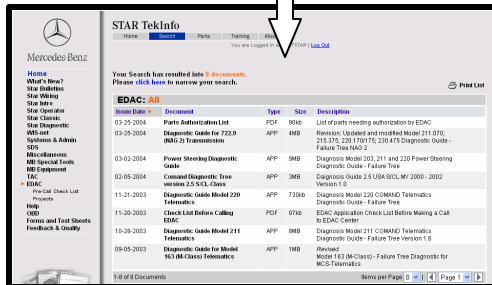 STAR TekInfo
Home Search Parts Training
You are Logged in STAR | Log Out
Mercedes-Benz
Home
What's New?
Star Bulletins
Star Wiring
Star Intro
Star Operator
Star Classic
Star Diagnostic
WIS-net
Systems & Admin
SDS
Miscellaneous
MB Special Tools
MB Equipment
TAC
EDAC
Pre Call Check List
Projects
Help
OBD
Forms and Test Sheets
Feedback & Quality
Your Search has resulted into 8 documents.
Please click here to narrow your search.
Print List
EDAC: All
Issue Date Document Type Size Description
03-25-2004 Parts Authorization List PDF 90kb List of parts needing authorization by EDAC
03-25-2004 Diagnostic Guide for 722.9 (NAG 2) Transmission APP 4MB Revision: Updated and modified Model 211.070, 215.375, 220.170/175, 230.475 Diagnostic Guide - Failure Tree NAG 2
03-02-2004 Power Steering Diagnostic Guide APP 9MB Diagnosis Model 203, 211 and 220 Power Steering Diagnostic Guide - Failure Tree
02-05-2004 Comand Diagnostic Tree version 2.5 S/CL-Class APP 3MB Diagnosis Guide 2.5 USA S/CL MY 2000 - 2002 Version 1.0
11-21-2003 Diagnostic Guide Model 220 Telematics APP 730kb Diagnosis Model 220 COMAND Telematics Diagnostic Guide - Failure Tree
11-20-2003 Check List Before Calling EDAC PDF 97kb EDAC Application Check List Before Making a Call to EDAC Center
10-28-2003 Diagnostic Guide Model 211 Telematics APP 8MB Diagnosis Model 211 COMAND Telematics Diagnostic Guide - Failure Tree Version 1.6
09-05-2003 Diagnostic Guide for Model 163 (M-Class) Telematics APP 1MB Revised Model 163 (M-Class) - Failure Tree Diagnostic for MCS-Telematics
1-8 of 8 Documents Items per Page: 8 Page 1